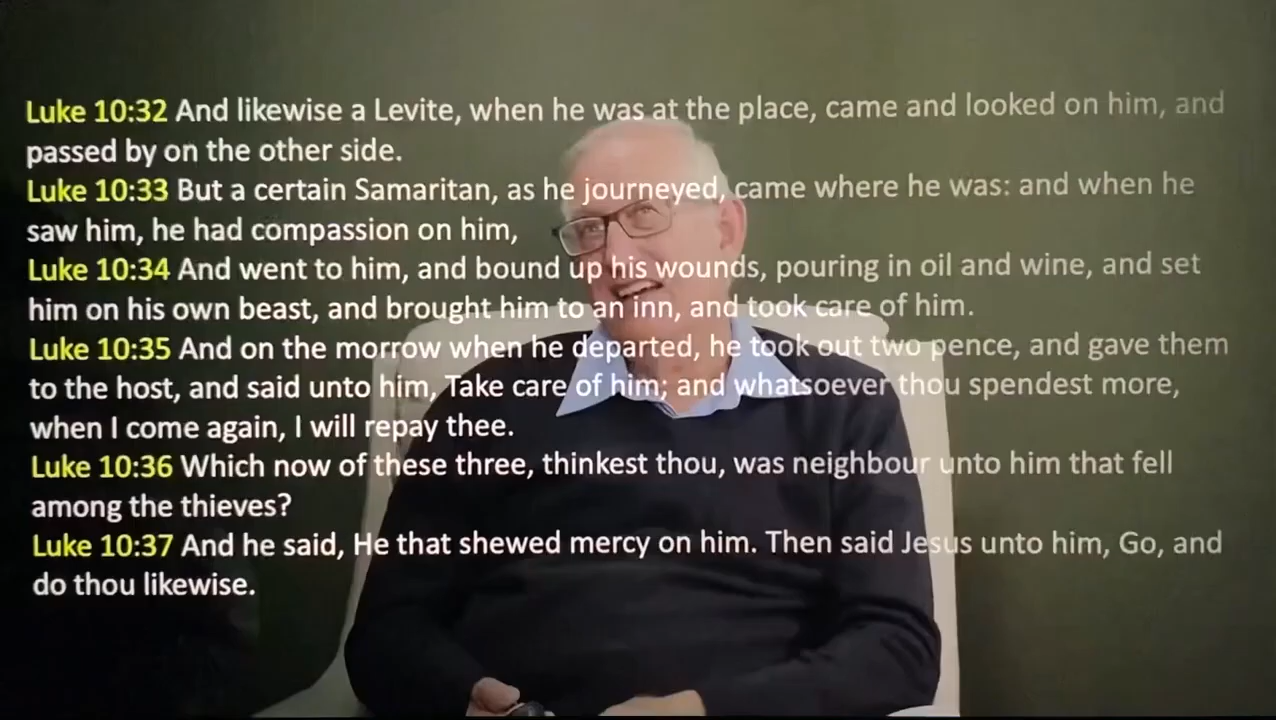 Luke 10:32 And likewise a Levite, when he was at the place, came and looked on him, and
passed by on the other side.
Luke 10:33 But a certain Samaritan, as he journeyed, came where he was: and when he
saw him, he had compassion on him,
Luke 10:34 And went to him, and bound up his wounds, pouring in oil and wine, and set
him on his own beast, and brought him to an inn, and took care of him.
Luke 10:35 And on the morrow when he departed, he took out two pence, and gave them
to the host, and said unto him, Take care of him; and whatsoever thou spendest more,
when I come again, I will repay thee.
Luke 10:36 Which now of these three, thinkest thou, was neighbour unto him that fell
among the thieves?
Luke 10:37 And he said, He that shewed mercy on him. Then said Jesus unto him, Go, and
do thou likewise.